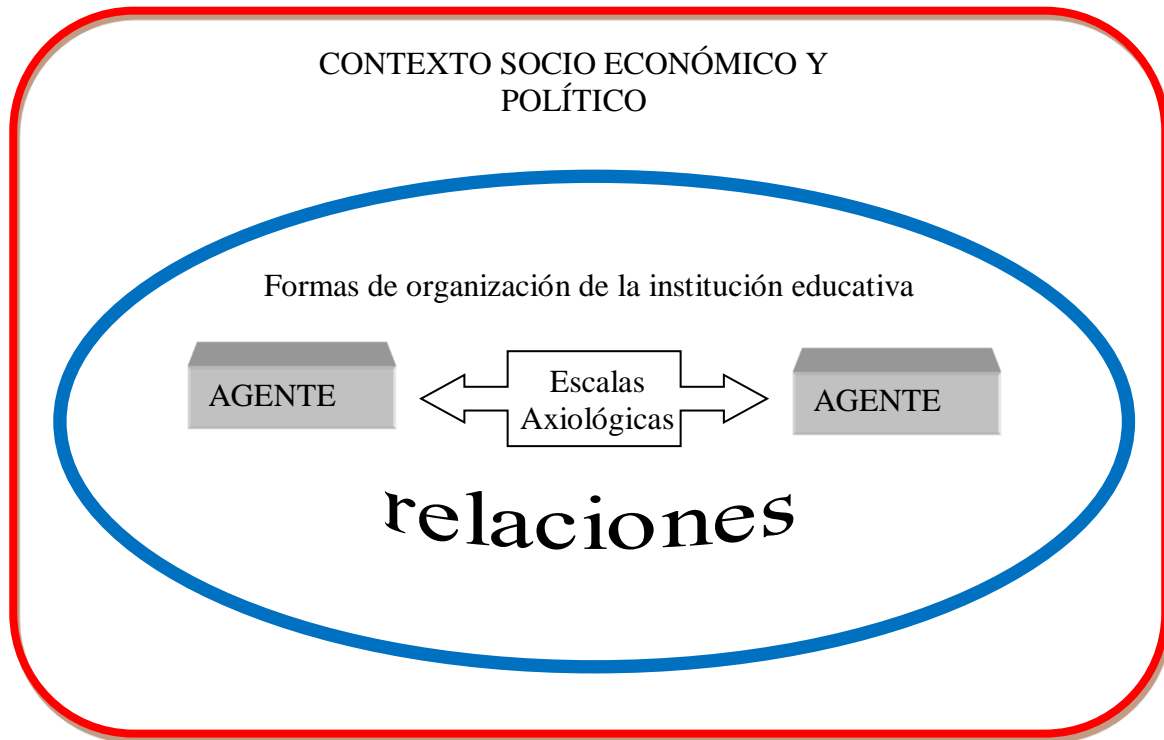 CONTEXTO SOCIO ECONÓMICO Y
POLÍTICO
Formas de organización de la institución educativa
AGENTE
Escalas
Axiológicas
AGENTE
relaciones